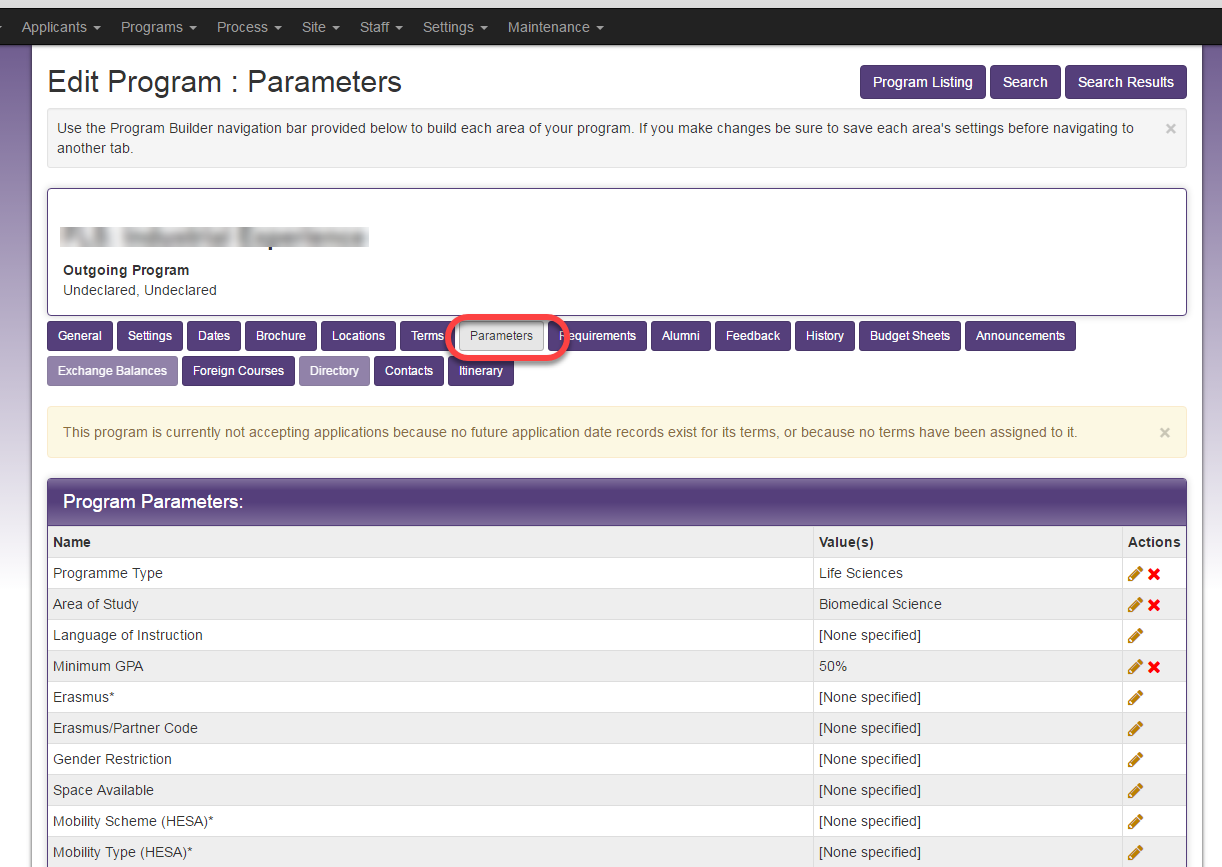 Applicants Programs Process Site Staff Settings Maintenance
Edit Program : Parameters
Program Listing Search Search Results
Use the Program Builder navigation bar provided below to build each area of your program. If you make changes be sure to save each area's settings before navigating to
another tab.
Outgoing Program
Undeclared, Undeclared
General Settings Dates Brochure Locations Terms Parameters Requirements Alumni Feedback History Budget Sheets Announcements
Exchange Balances Foreign Courses Directory Contacts Itinerary
This program is currently not accepting applications because no future application date records exist for its terms, or because no terms have been assigned to it.
Program Parameters:
Name Value(s) Actions
Programme Type Life Sciences
Area of Study Biomedical Science
Language of Instruction [None specified]
Minimum GPA 50%
Erasmus* [None specified]
Erasmus/Partner Code [None specified]
Gender Restriction [None specified]
Space Available [None specified]
Mobility Scheme (HESA)* [None specified]
Mobility Type (HESA)* [None specified]